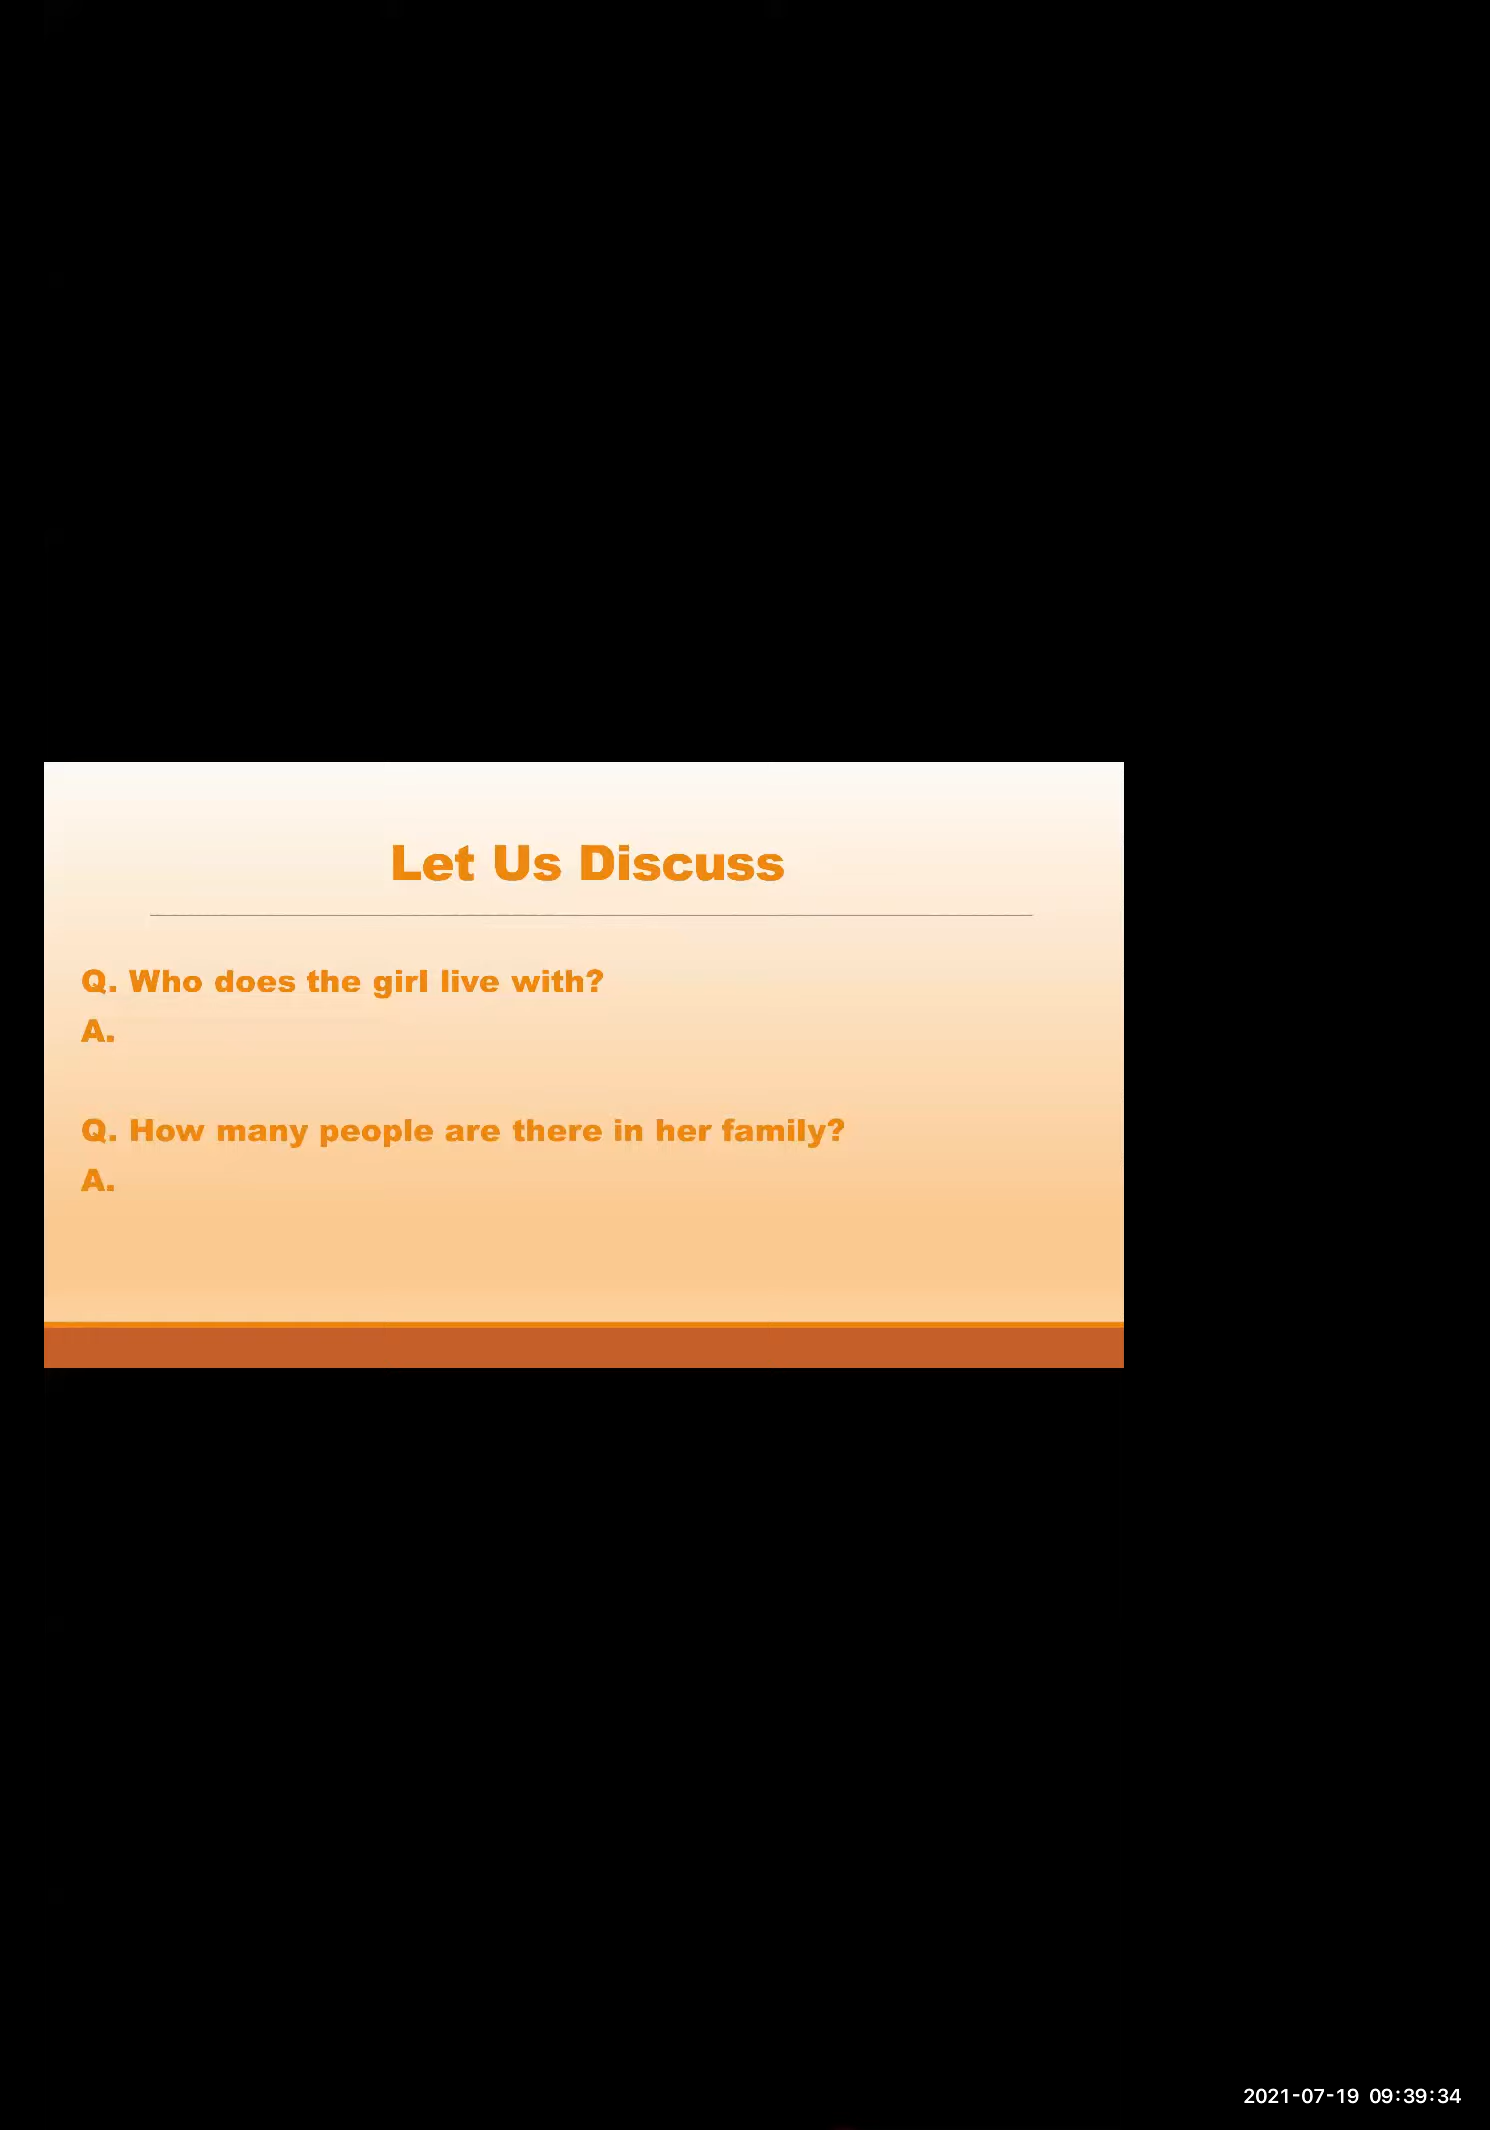 Let Us Discuss
Q. Who does the girl live with?
A.
Q. How many people are there in her family?
A.
2021-07-19 09:39:34